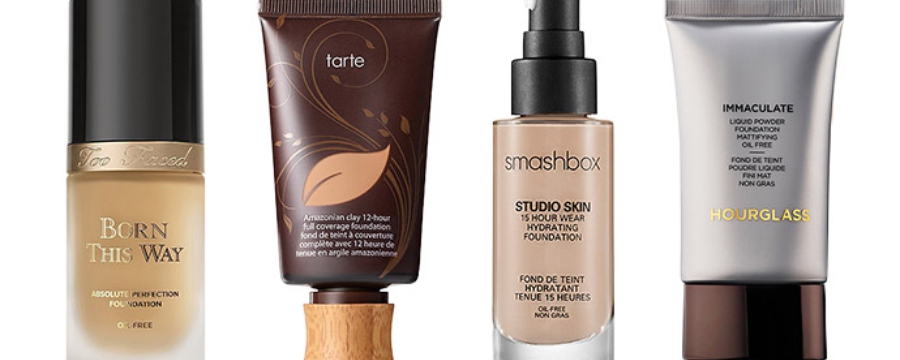 Too Faced
BORN
THIS WAY
ABSOLUTE PERFECTION
FOUNDATION
OIL-FREE
tarte
Amazonian clay 12-hour
full coverage foundation
fond de teint à couverture
complète avec 12 heure de
tenue en argile amazonienne
smashbox
STUDIO SKIN
15 HOUR WEAR
HYDRATING
FOUNDATION
FOND DE TEINT
HYDRATANT
TENUE 15 HEURES
OIL-FREE
NON GRAS
IMMACULATE
LIQUID POWDER
FOUNDATION
MATTIFYING
OIL FREE
FOND DE TEINT
POUDRE LIQUIDE
FINI MAT
NON GRAS
HOURGLASS